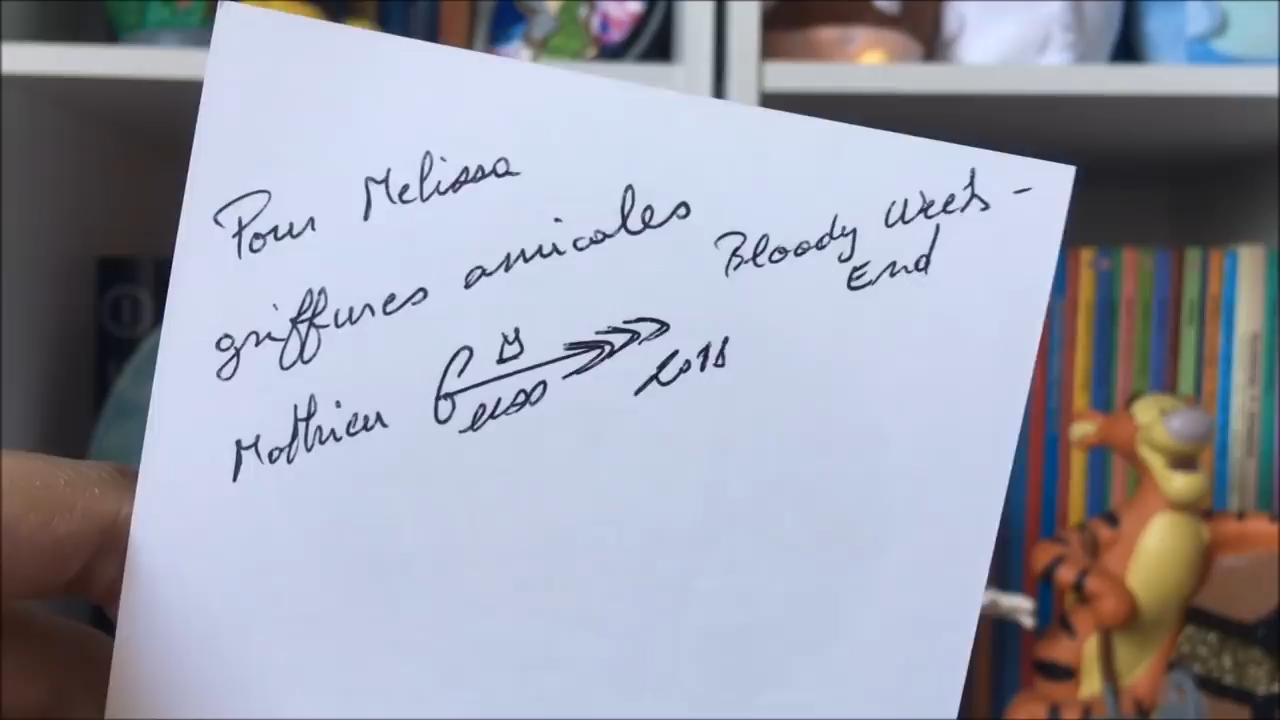 Pour Melissa
griffures amicales
Mathieu
Bloody Week-
End
2018